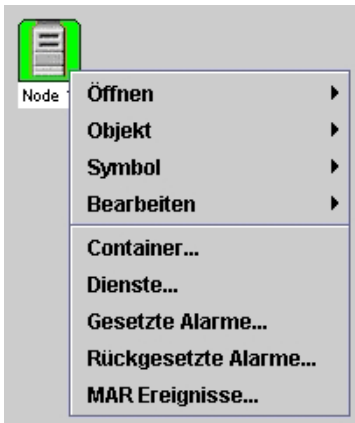 Node 1
Öffnen
Objekt
Symbol
Bearbeiten
Container...
Dienste...
Gesetzte Alarme...
Rückgesetzte Alarme...
MAR Ereignisse...